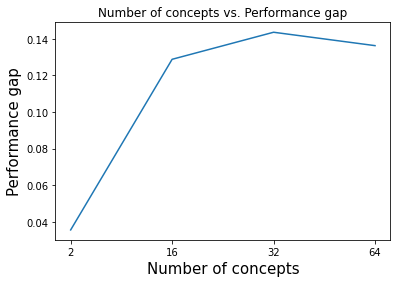 Number of concepts vs. Performance gap
Performance gap
0.14
0.12
0.10
0.08
0.06
0.04
2 16 32 64
Number of concepts